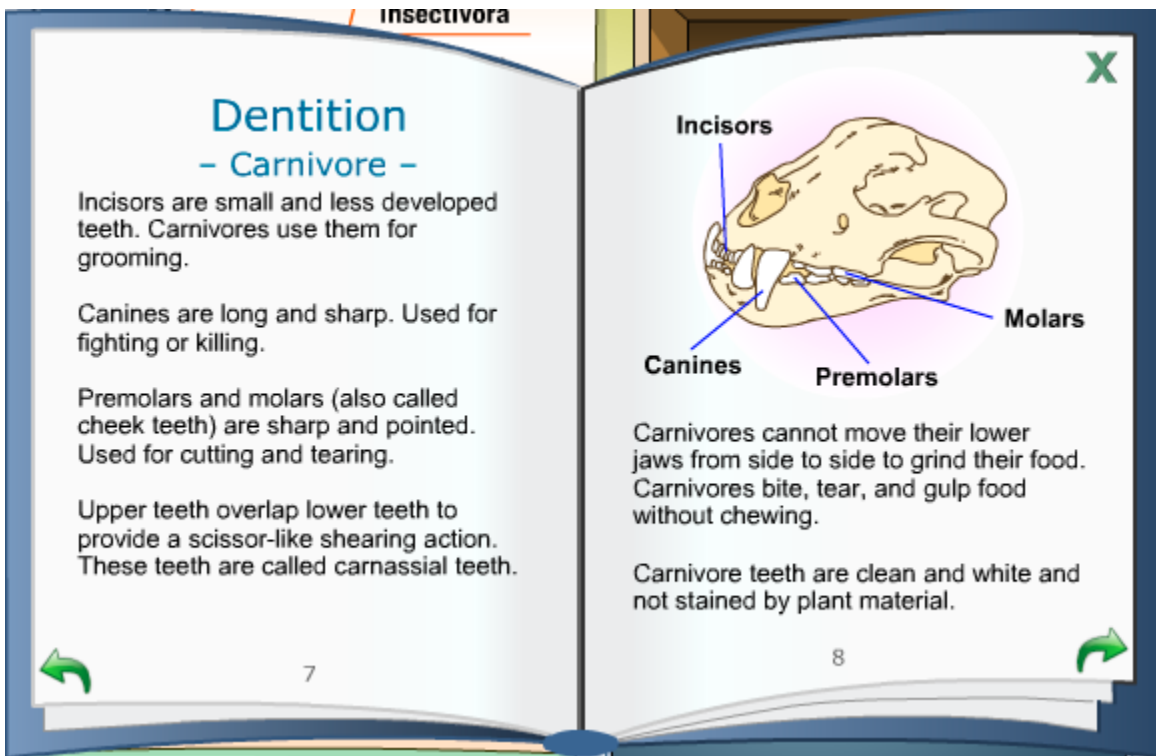 Insectivora
Dentition
– Carnivore –
Incisors are small and less developed
teeth. Carnivores use them for
grooming.
Canines are long and sharp. Used for
fighting or killing.
Premolars and molars (also called
cheek teeth) are sharp and pointed.
Used for cutting and tearing.
Upper teeth overlap lower teeth to
provide a scissor-like shearing action.
These teeth are called carnassial teeth.
7
X
Incisors
Molars
Canines
Premolars
Carnivores cannot move their lower
jaws from side to side to grind their food.
Carnivores bite, tear, and gulp food
without chewing.
Carnivore teeth are clean and white and
not stained by plant material.
8